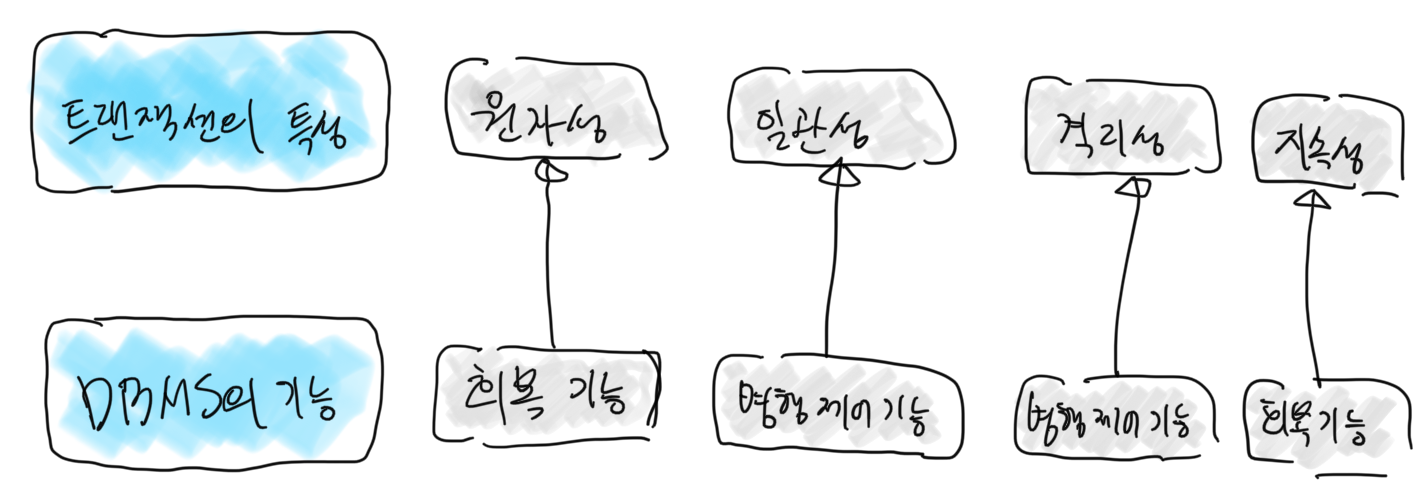 트랜잭션의 특성
원자성
일관성
격리성
지속성
DBMS의 기능
회복 기능
병행 제어 기능
병행 제어 기능
회복 기능